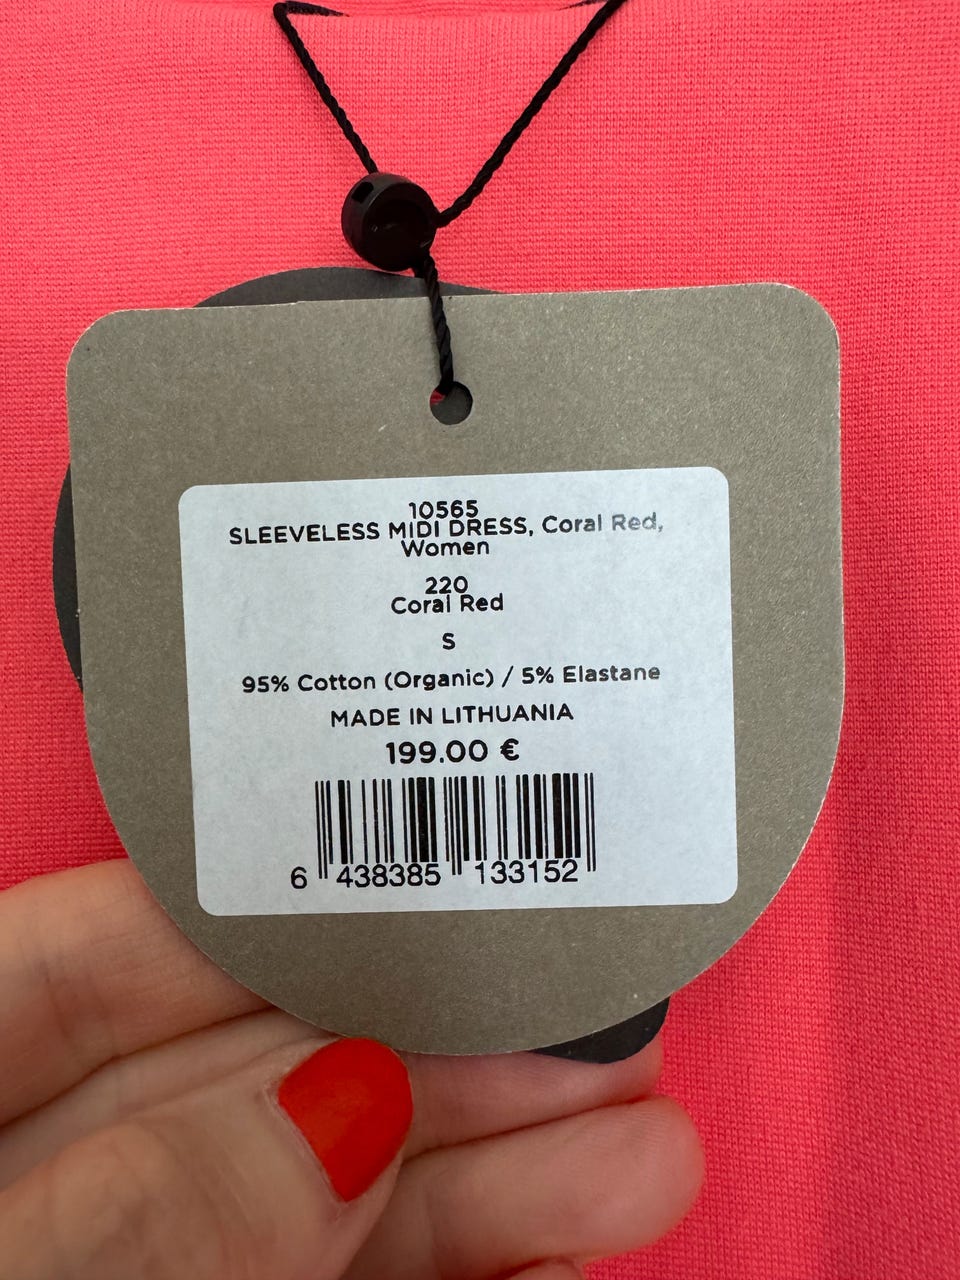 10565
SLEEVELESS MIDI DRESS, Coral Red,
Women
220
Coral Red
S
95% Cotton (Organic) / 5% Elastane
MADE IN LITHUANIA
199.00 €
6 438385 133152